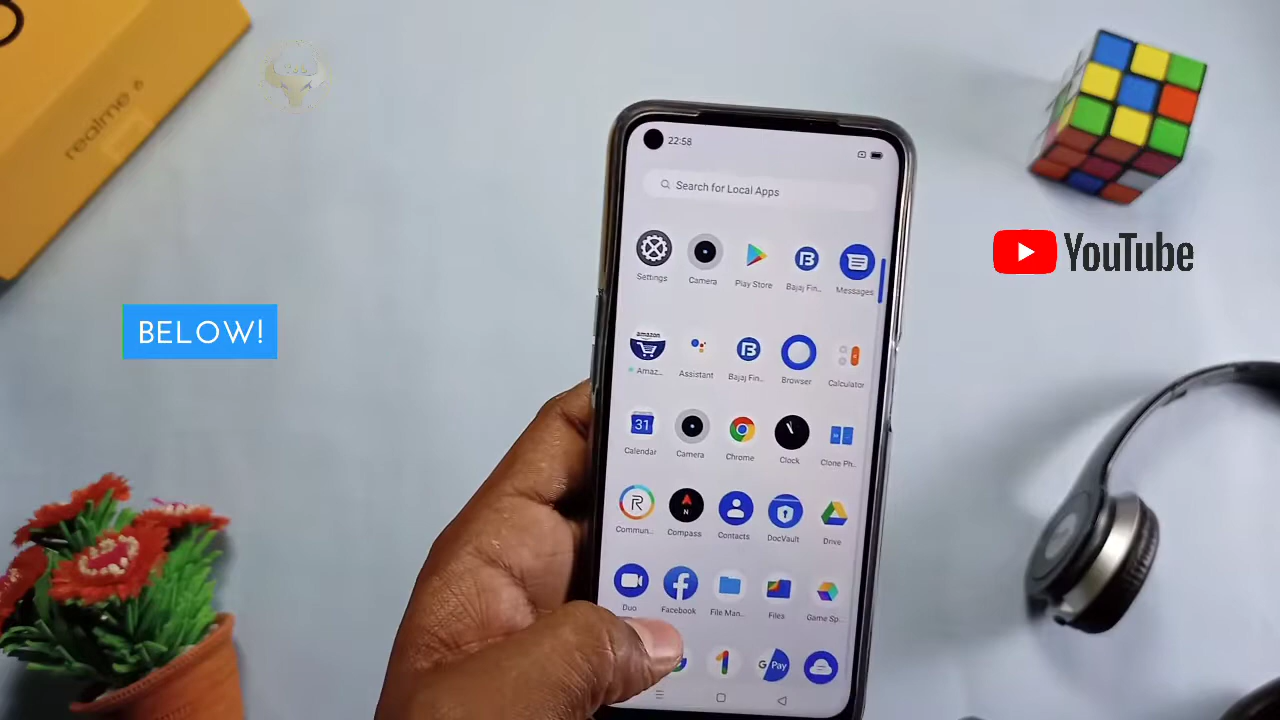 realme 6
22:58
Search for Local Apps
Settings
Camera
Play Store
Bajaj Fin..
Messages
amazon
Amaz..
Assistant
Bajaj Fin..
Browser
Calculator
31
Calendar
Camera
Chrome
Clock
Clone Ph..
R
Commun..
N
Compass
Contacts
DocVault
Drive
Duo
Facebook
File Man..
Files
Game Sp..
G Pay
YouTube
BELOW!